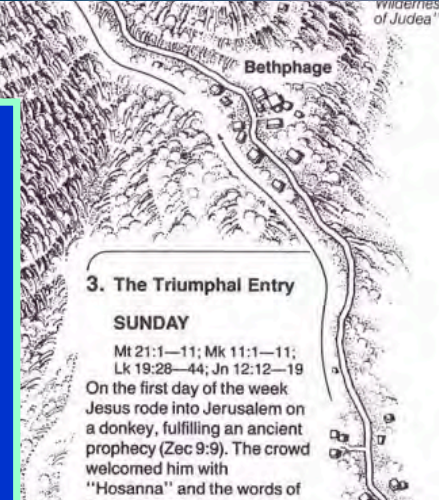 Wilderness
of Judea
Bethphage
3. The Triumphal Entry
SUNDAY
Mt 21:1—11; Mk 11:1—11;
Lk 19:28—44; Jn 12:12—19
On the first day of the week
Jesus rode into Jerusalem on
a donkey, fulfilling an ancient
prophecy (Zec 9:9). The crowd
welcomed him with
"Hosanna" and the words of